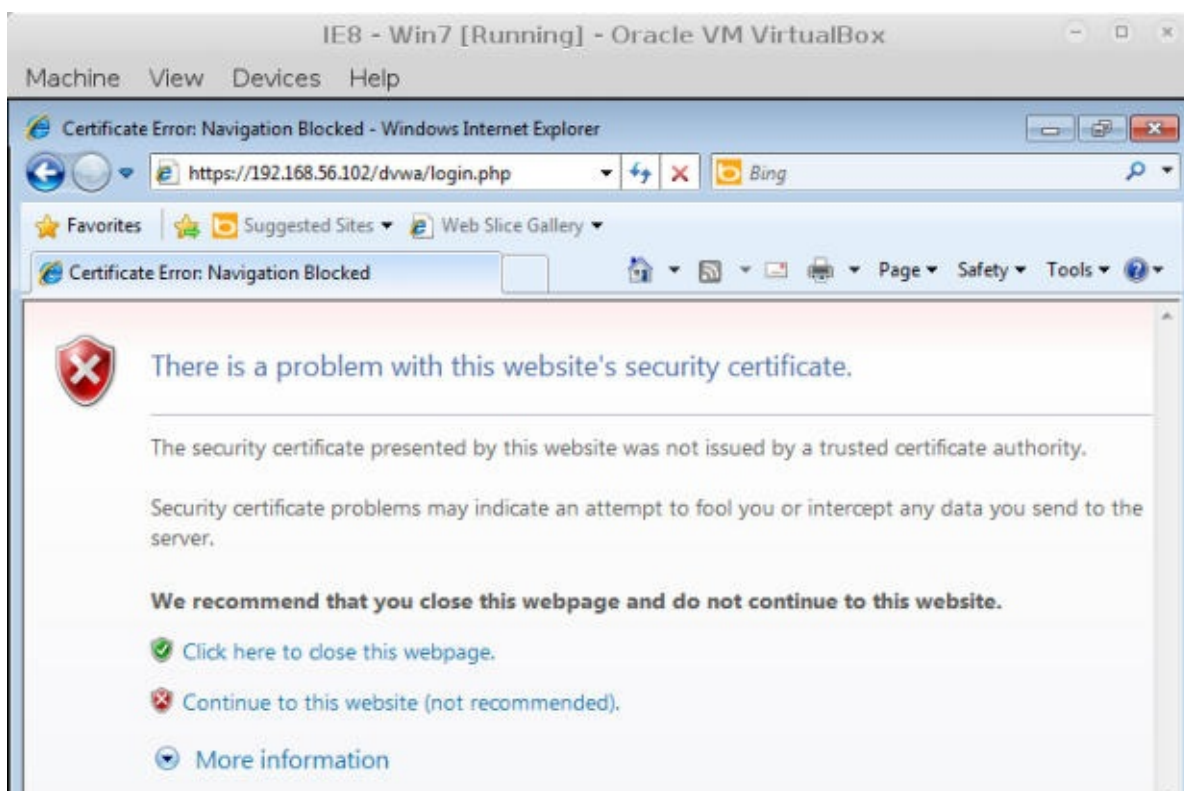 IE8 - Win7 [Running] - Oracle VM VirtualBox
Machine View Devices Help
Certificate Error: Navigation Blocked - Windows Internet Explorer
https://192.168.56.102/dvwa/login.php Bing
Favorites Suggested Sites Web Slice Gallery
Certificate Error: Navigation Blocked Page Safety Tools
There is a problem with this website's security certificate.
The security certificate presented by this website was not issued by a trusted certificate authority.
Security certificate problems may indicate an attempt to fool you or intercept any data you send to the
server.
We recommend that you close this webpage and do not continue to this website.
Click here to close this webpage.
Continue to this website (not recommended).
More information